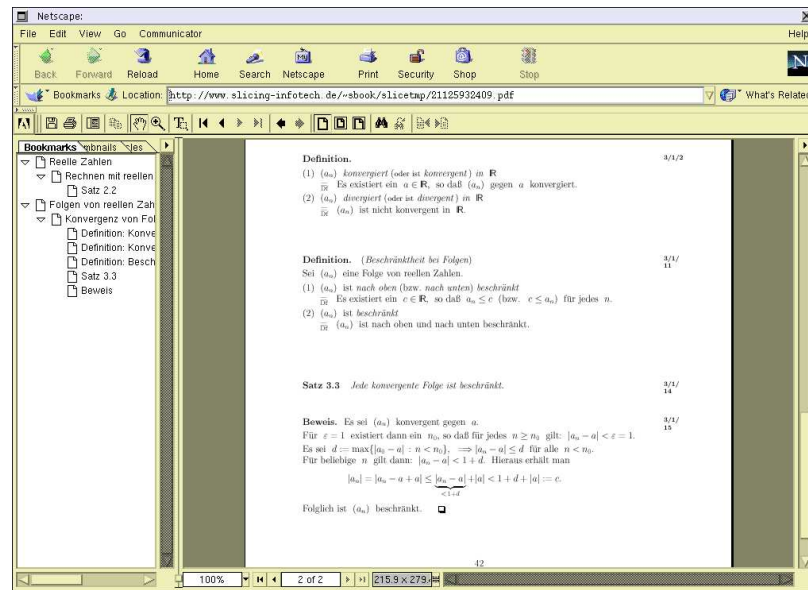 Netscape:
File Edit View Go Communicator Help
Back Forward Reload Home Search Netscape Print Security Shop Stop
Bookmarks Location: http://www.slicing-infotech.de/~sbook/slicetmp/21125932409.pdf What's Related
Bookmarks
Reelle Zahlen
Rechnen mit reellen
Satz 2.2
Folgen von reellen Zah
Konvergenz von Fol
Definition: Konve
Definition: Konve
Definition: Besch
Satz 3.3
Beweis
Definition. 3/1/2
(1) (aₙ) konvergiert (oder ist konvergent) in ℝ
Df Es existiert ein a ∈ ℝ, so daß (aₙ) gegen a konvergiert.
(2) (aₙ) divergiert (oder ist divergent) in ℝ
Df (aₙ) ist nicht konvergent in ℝ.
Definition. (Beschränktheit bei Folgen) 3/1/
11
Sei (aₙ) eine Folge von reellen Zahlen.
(1) (aₙ) ist nach oben (bzw. nach unten) beschränkt
Df Es existiert ein c ∈ ℝ, so daß aₙ ≤ c (bzw. c ≤ aₙ) für jedes n.
(2) (aₙ) ist beschränkt
Df (aₙ) ist nach oben und nach unten beschränkt.
Satz 3.3 Jede konvergente Folge ist beschränkt. 3/1/
14
Beweis. Es sei (aₙ) konvergent gegen a. 3/1/
15
Für ε = 1 existiert dann ein n₀, so daß für jedes n ≥ n₀ gilt: |aₙ − a| < ε = 1.
Es sei d := max{|a₀ − a| : n < n₀}, ⟹ |aₙ − a| ≤ d für alle n < n₀.
Für beliebige n gilt dann: |aₙ − a| < 1 + d. Hieraus erhält man
|aₙ| = |aₙ − a + a| ≤ |aₙ − a| + |a| < 1 + d + |a| := c.
<1+d
Folglich ist (aₙ) beschränkt.
42
100% 2 of 2 215.9 x 279.